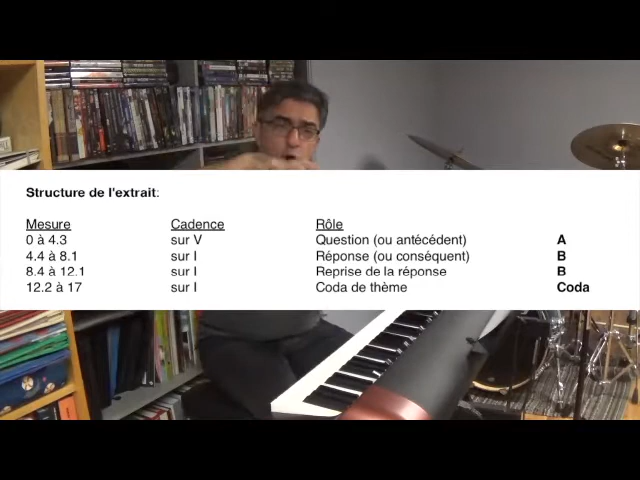 Structure de l'extrait:
Mesure Cadence Rôle
0 à 4.3 sur V Question (ou antécédent) A
4.4 à 8.1 sur I Réponse (ou conséquent) B
8.4 à 12.1 sur I Reprise de la réponse B
12.2 à 17 sur I Coda de thème Coda